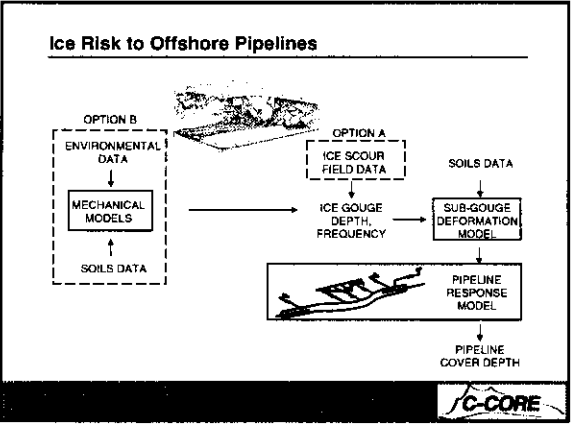 Ice Risk to Offshore Pipelines
OPTION B
ENVIRONMENTAL
DATA
MECHANICAL
MODELS
SOILS DATA
OPTION A
ICE SCOUR
FIELD DATA
ICE GOUGE
DEPTH,
FREQUENCY
SOILS DATA
SUB-GOUGE
DEFORMATION
MODEL
PIPELINE
RESPONSE
MODEL
PIPELINE
COVER DEPTH
C-CORE